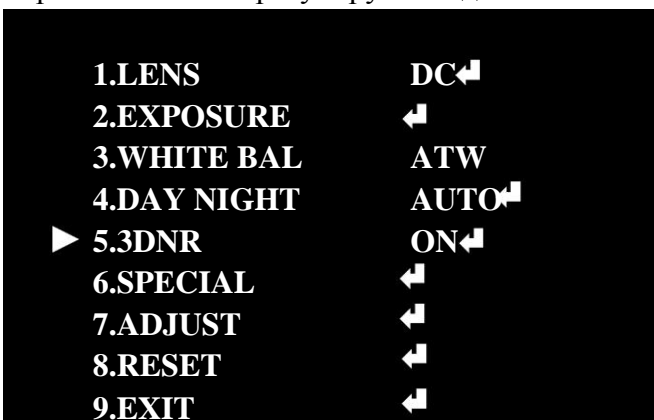 1.LENS DC↵
2.EXPOSURE ↵
3.WHITE BAL ATW
4.DAY NIGHT AUTO↵
▶ 5.3DNR ON↵
6.SPECIAL ↵
7.ADJUST ↵
8.RESET ↵
9.EXIT ↵